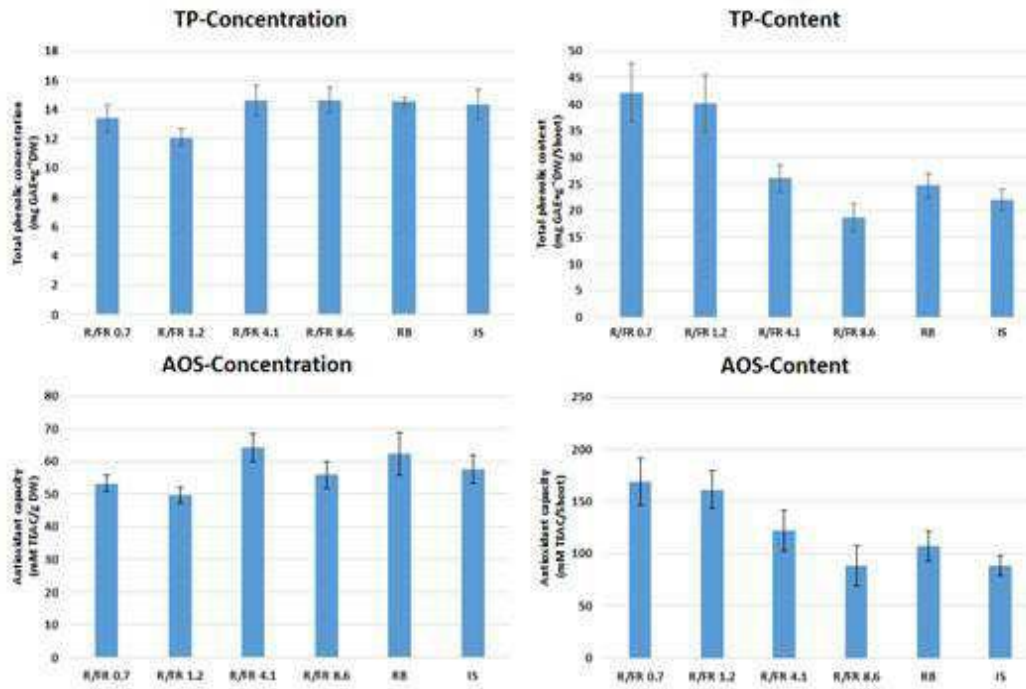 TP-Concentration
18
16
14
12
10
8
6
4
2
0
Total phenolic concentration
(mg GAE•g⁻¹DW)
R/FR 0.7 R/FR 1.2 R/FR 4.1 R/FR 8.6 RB IS
TP-Content
50
45
40
35
30
25
20
15
10
5
0
Total phenolic content
(mg GAE•g⁻¹DW/Shoot)
R/FR 0.7 R/FR 1.2 R/FR 4.1 R/FR 8.6 RB IS
AOS-Concentration
80
70
60
50
40
30
20
10
0
Antioxidant capacity
(mM TEAC/g DW)
R/FR 0.7 R/FR 1.2 R/FR 4.1 R/FR 8.6 RB IS
AOS-Content
250
200
150
100
50
0
Antioxidant capacity
(mM TEAC/Shoot)
R/FR 0.7 R/FR 1.2 R/FR 4.1 R/FR 8.6 RB IS